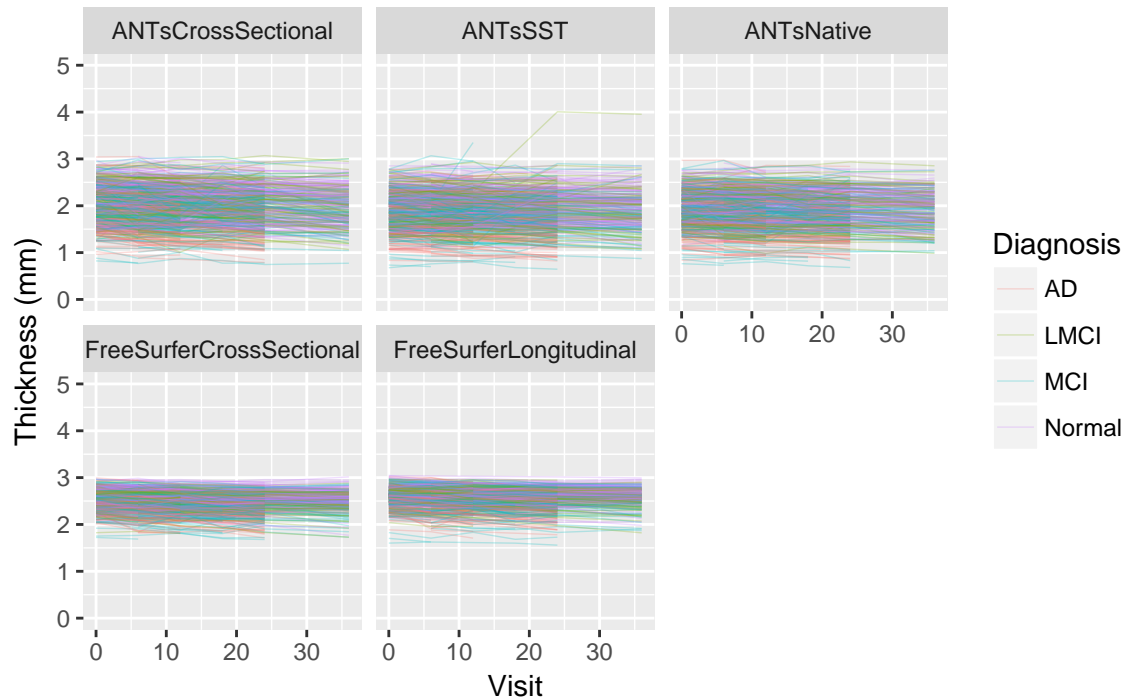 ANTsCrossSectional
ANTsSST
ANTsNative
5
4
3
2
1
0
0 10 20 30
FreeSurferCrossSectional
FreeSurferLongitudinal
5
4
3
2
1
0
0 10 20 30
0 10 20 30
Visit
Thickness (mm)
Diagnosis
AD
LMCI
MCI
Normal